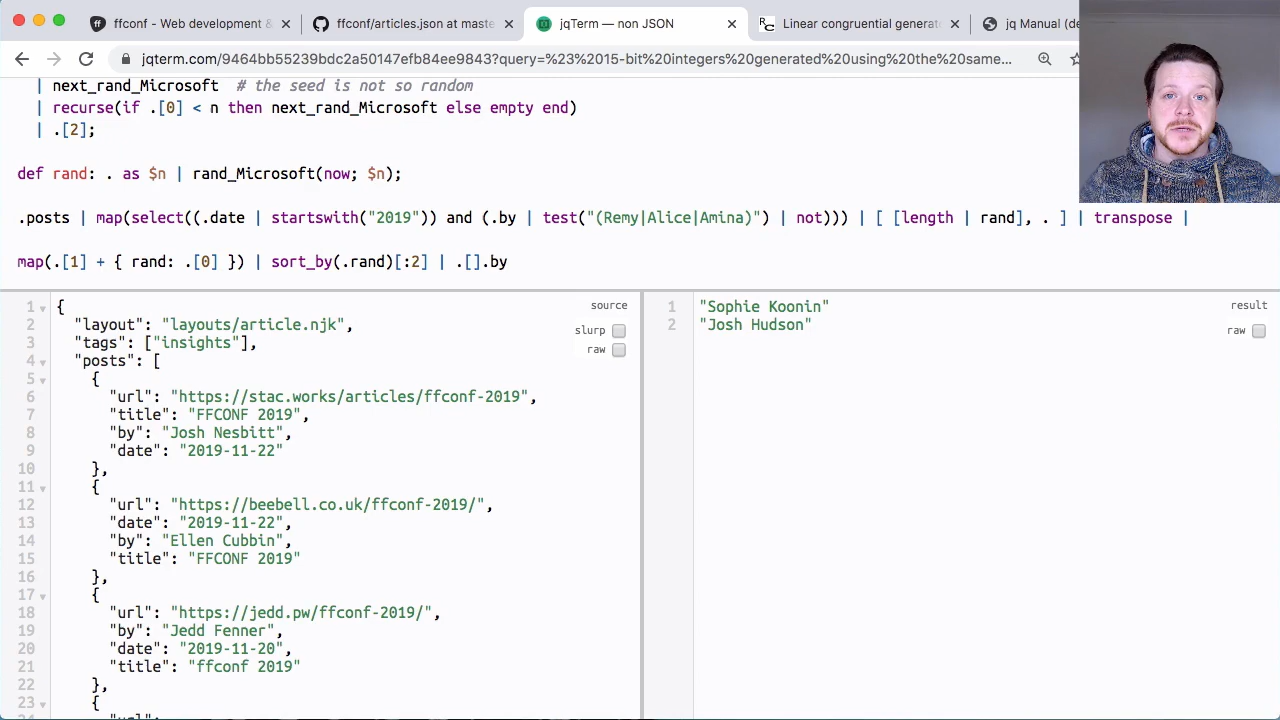 ffconf - Web development &
ffconf/articles.json at maste
jqTerm — non JSON
Linear congruential generato
jq Manual (de
jqterm.com/9464bb55239bdc2a50147efb84ee9843?query=%23%2015-bit%20integers%20generated%20using%20the%20same...
| next_rand_Microsoft # the seed is not so random
| recurse(if .[0] < n then next_rand_Microsoft else empty end)
| .[2];
def rand: . as $n | rand_Microsoft(now; $n);
.posts | map(select((.date | startswith("2019")) and (.by | test("(Remy|Alice|Amina)") | not))) | [ [length | rand], . ] | transpose |
map(.[1] + { rand: .[0] }) | sort_by(.rand)[:2] | .[].by
source
slurp
raw
1 {
2 "layout": "layouts/article.njk",
3 "tags": ["insights"],
4 "posts": [
5 {
6 "url": "https://stac.works/articles/ffconf-2019",
7 "title": "FFCONF 2019",
8 "by": "Josh Nesbitt",
9 "date": "2019-11-22"
10 },
11 {
12 "url": "https://beebell.co.uk/ffconf-2019/",
13 "date": "2019-11-22",
14 "by": "Ellen Cubbin",
15 "title": "FFCONF 2019"
16 },
17 {
18 "url": "https://jedd.pw/ffconf-2019/",
19 "by": "Jedd Fenner",
20 "date": "2019-11-20",
21 "title": "ffconf 2019"
22 },
23 {
result
raw
1 "Sophie Koonin"
2 "Josh Hudson"